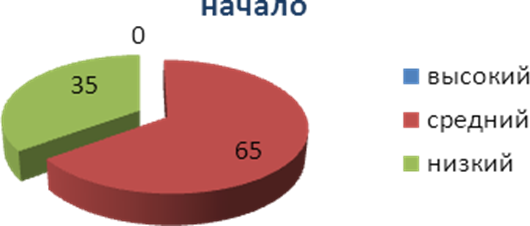 начало
0
35
65
высокий
средний
низкий